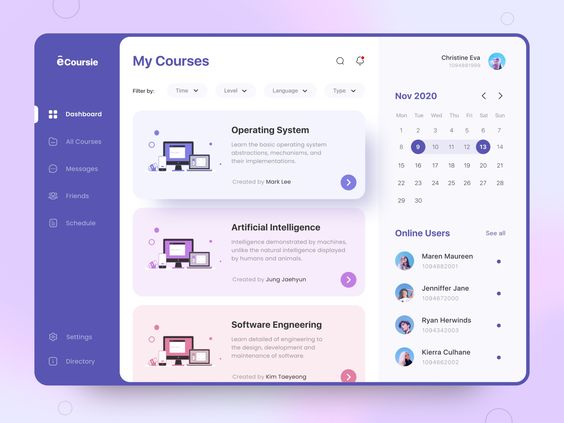 ēCoursie
Dashboard
All Courses
Messages
Friends
Schedule
Settings
Directory
My Courses
Filter by:
Time
Level
Language
Type
Operating System
Learn the basic operating system
abstractions, mechanisms, and
their implementations.
Created by Mark Lee
Artificial Intelligence
Intelligence demonstrated by machines,
unlike the natural intelligence displayed
by humans and animals.
Created by Jung Jaehyun
Software Engneering
Learn detailed of engineering to
the design, development and
maintenance of software.
Created by Kim Taeyeong
Christine Eva
1094881999
Nov 2020
Mon Tue Wed Thu Fri Sat Sun
1 2 3 4 5 6 7
8 9 10 11 12 13 14
15 16 17 18 19 20 21
22 23 24 25 26 27 28
29 30
Online Users
See all
Maren Maureen
1094882001
Jenniffer Jane
1094872000
Ryan Herwinds
1094342003
Kierra Culhane
1094662002